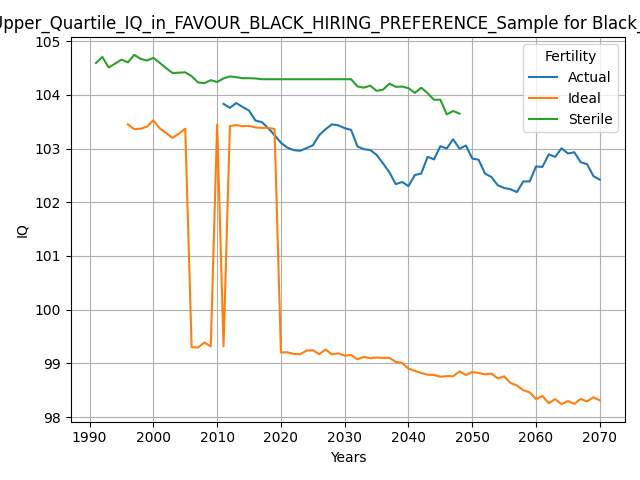 Upper_Quartile_IQ_in_FAVOUR_BLACK_HIRING_PREFERENCE_Sample for Black_
105
104
103
102
101
100
99
98
IQ
Fertility
Actual
Ideal
Sterile
1990
2000
2010
2020
2030
2040
2050
2060
2070
Years